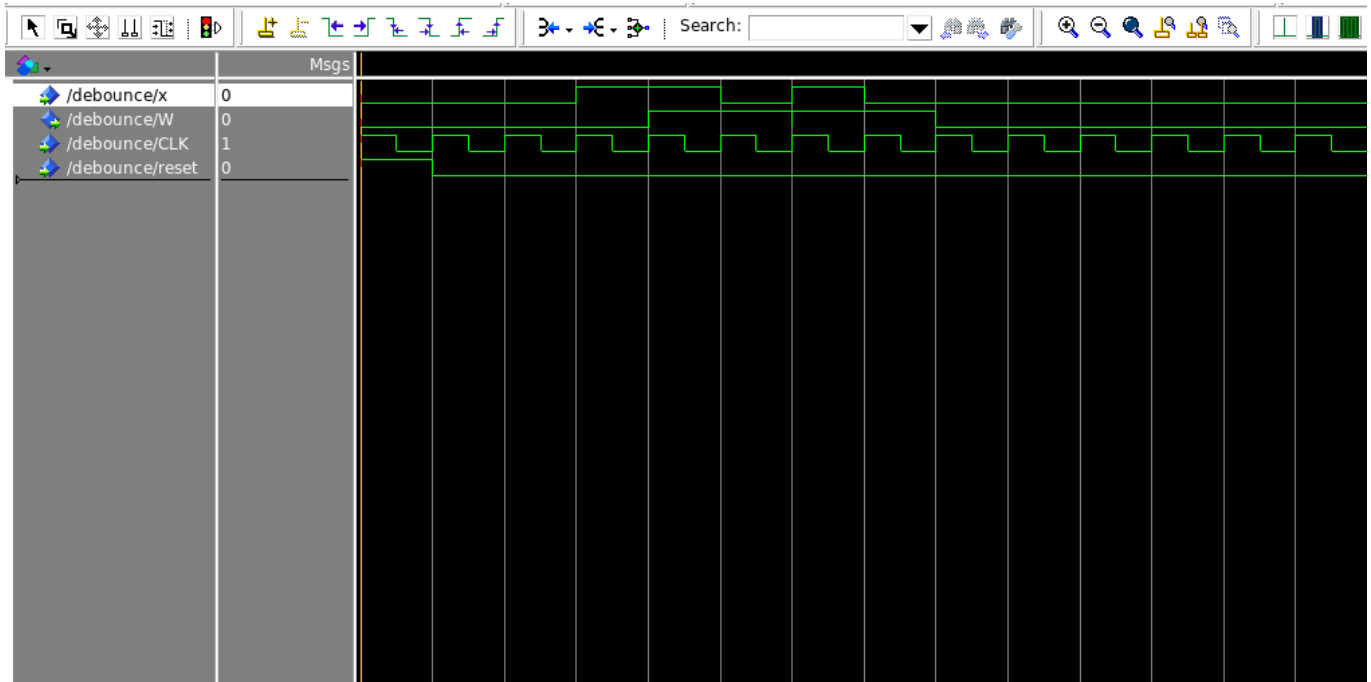 Search:
Msgs
/debounce/x 0
/debounce/W 0
/debounce/CLK 1
/debounce/reset 0